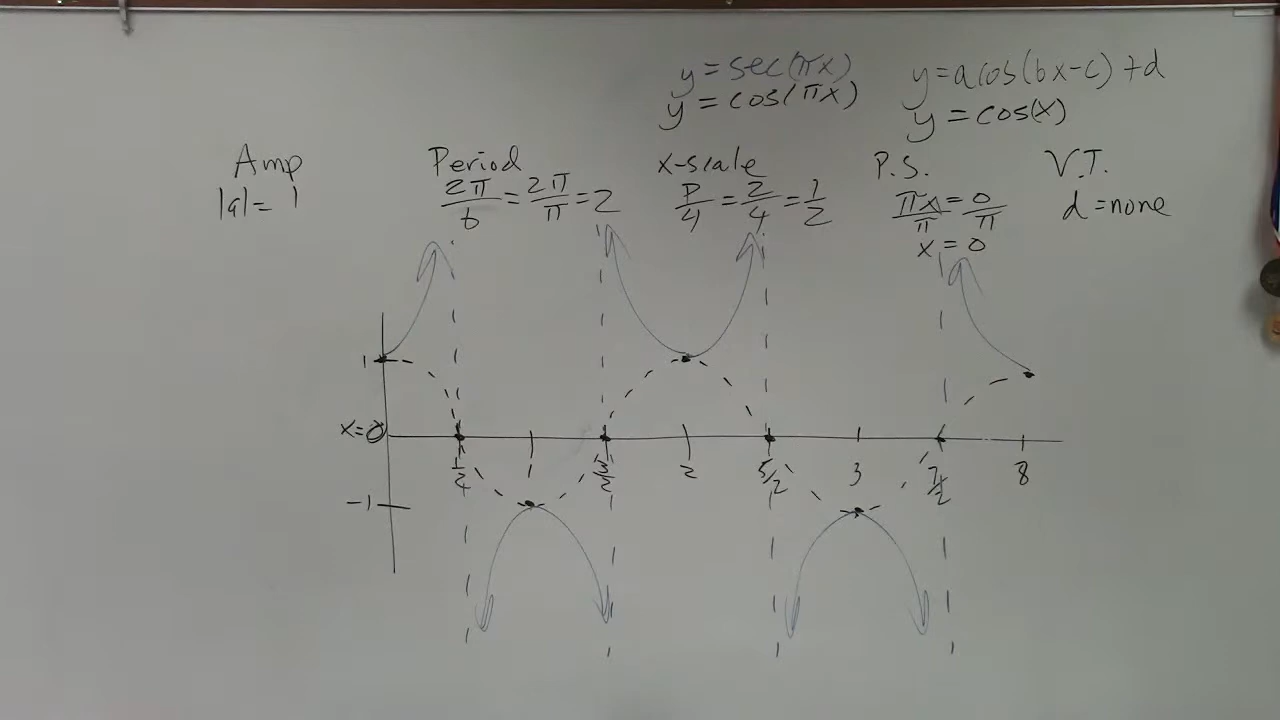 y = sec(πx)
y = cos(πx)
y = a cos(bx-c) + d
y = cos(x)
Amp
|a| = 1
Period
2π/b = 2π/π = 2
x-scale
P/4 = 2/4 = 1/2
P.S.
πx/π = 0/π
x = 0
V.T.
d = none
1
x=0
1/2
1
3/2
2
5/2
3
7/2
8
-1